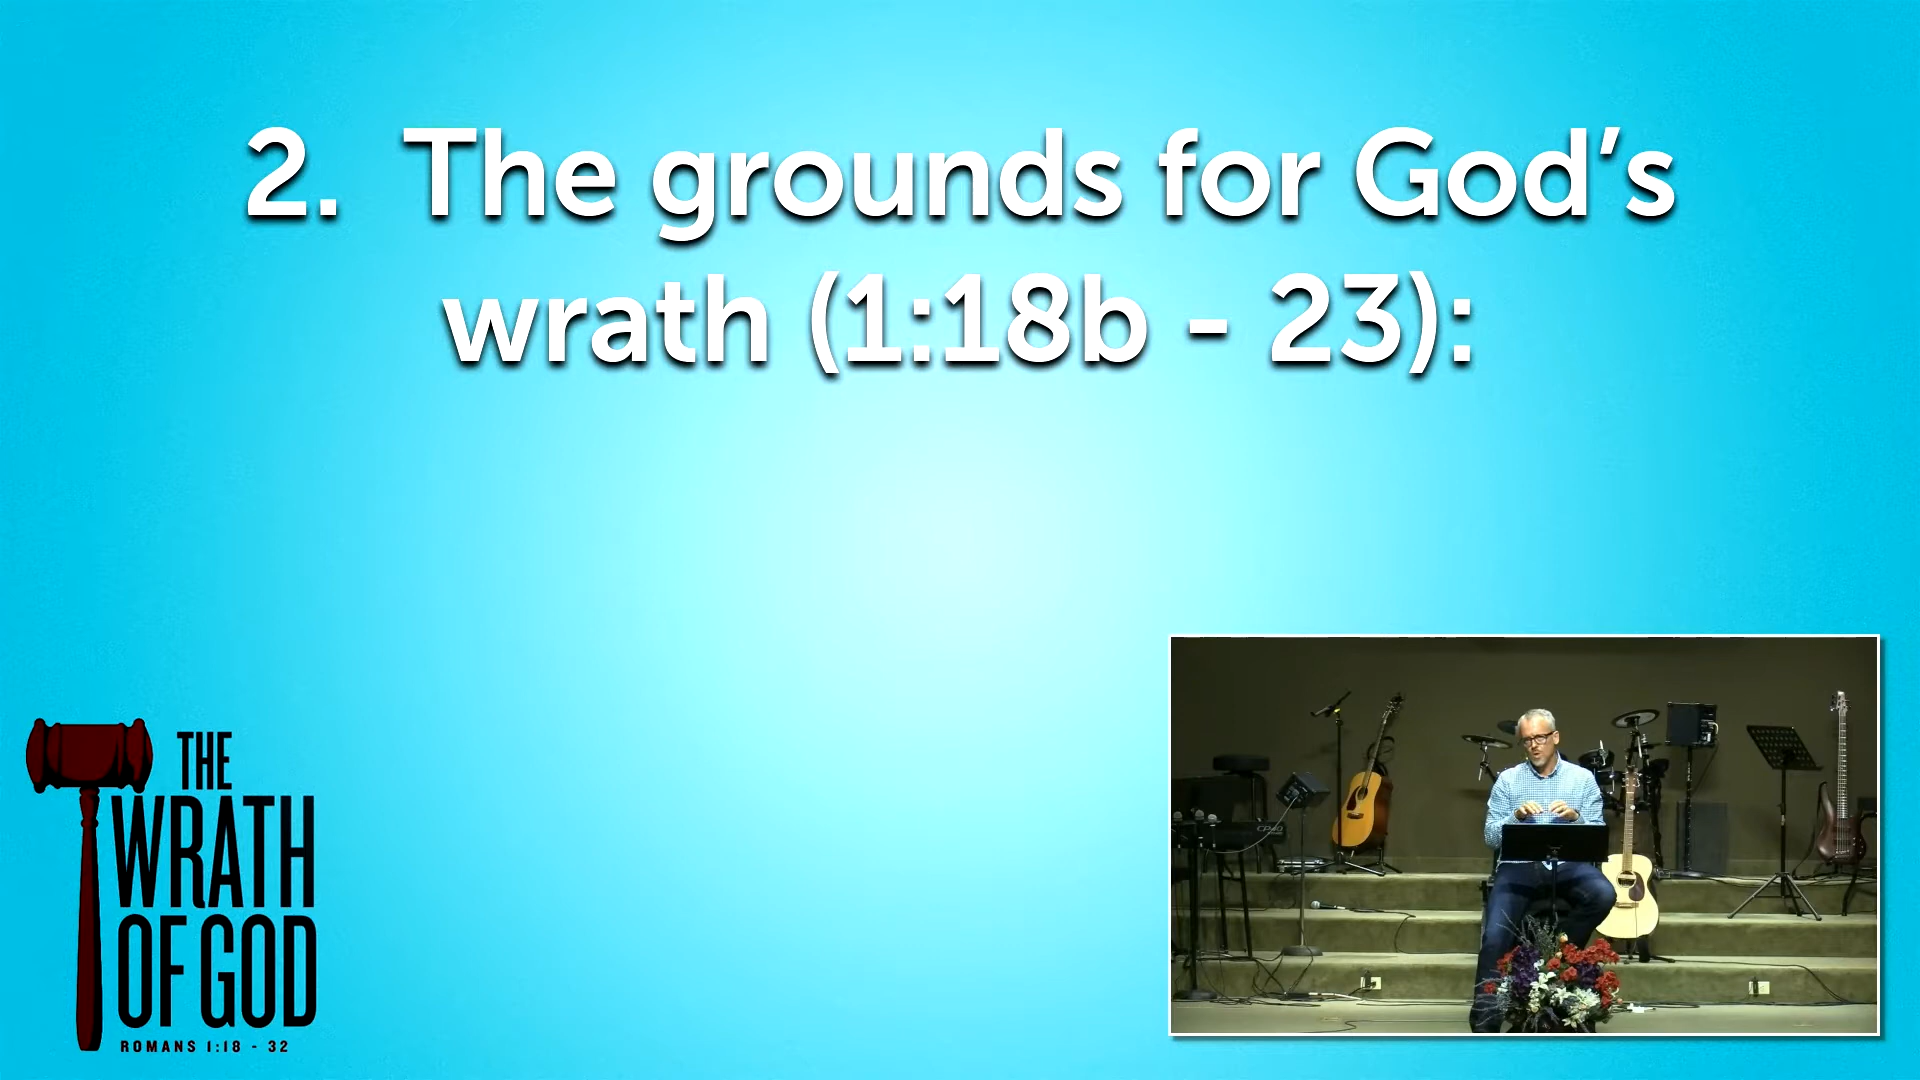 2. The grounds for God’s
wrath (1:18b - 23):
THE
WRATH
OF GOD
ROMANS 1:18 - 32